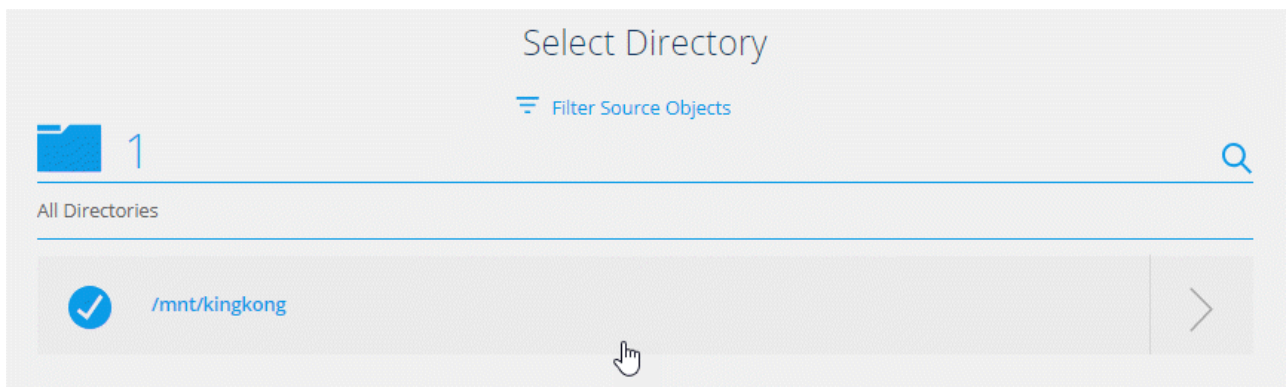 Select Directory
Filter Source Objects
1
All Directories
/mnt/kingkong